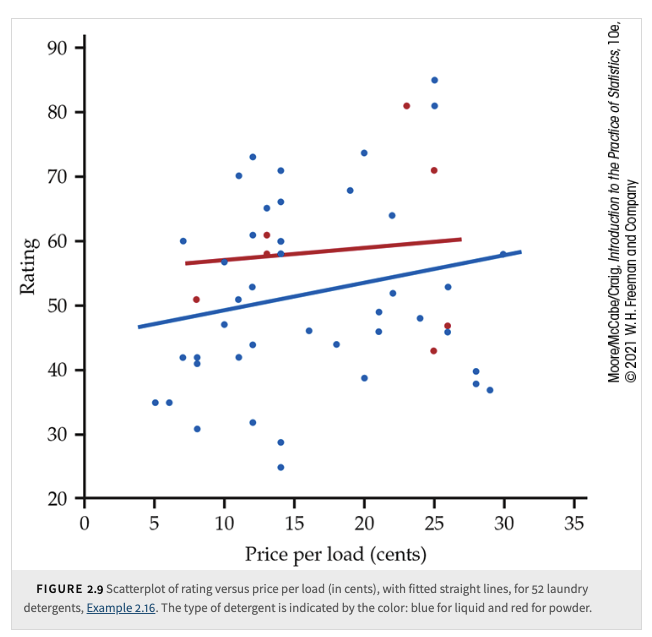 90
80
70
60
50
40
30
20
Rating
0 5 10 15 20 25 30 35
Price per load (cents)
Moore/McCabe/Craig, Introduction to the Practice of Statistics, 10e,
© 2021 W.H. Freeman and Company
FIGURE 2.9 Scatterplot of rating versus price per load (in cents), with fitted straight lines, for 52 laundry
detergents, Example 2.16. The type of detergent is indicated by the color: blue for liquid and red for powder.